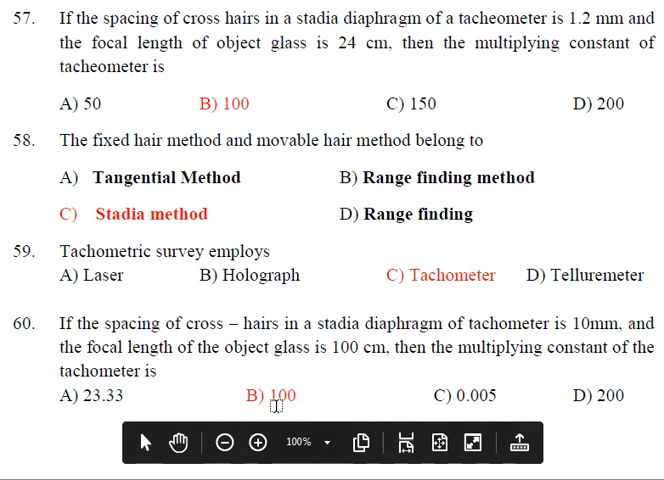 57. If the spacing of cross hairs in a stadia diaphragm of a tacheometer is 1.2 mm and
the focal length of object glass is 24 cm, then the multiplying constant of
tacheometer is
A) 50 B) 100 C) 150 D) 200
58. The fixed hair method and movable hair method belong to
A) Tangential Method B) Range finding method
C) Stadia method D) Range finding
59. Tachometric survey employs
A) Laser B) Holograph C) Tachometer D) Telluremeter
60. If the spacing of cross – hairs in a stadia diaphragm of tachometer is 10mm, and
the focal length of the object glass is 100 cm, then the multiplying constant of the
tachometer is
A) 23.33 B) 100 C) 0.005 D) 200
100%